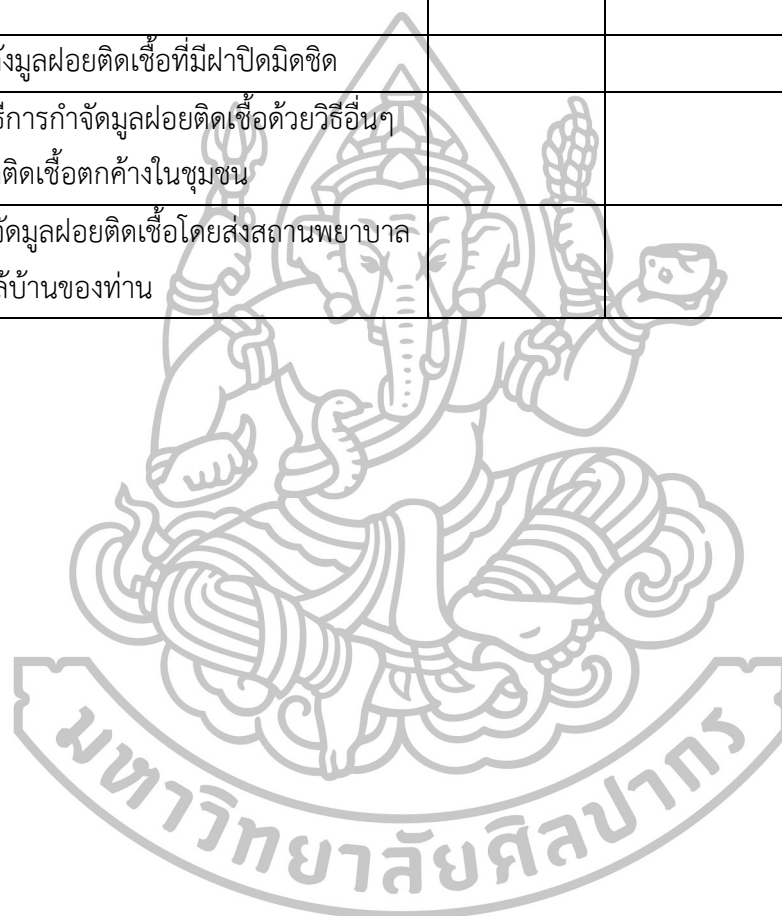 ังมูลฝอยติดเชื้อที่มีฝาปิดมิดชิด
ธีการกำจัดมูลฝอยติดเชื้อด้วยวิธีอื่นๆ
ติดเชื้อตกค้างในชุมชน
จัดมูลฝอยติดเชื้อโดยส่งสถานพยาบาล
ล้บ้านของท่าน
มหาวิทยาลัยศิลปากร